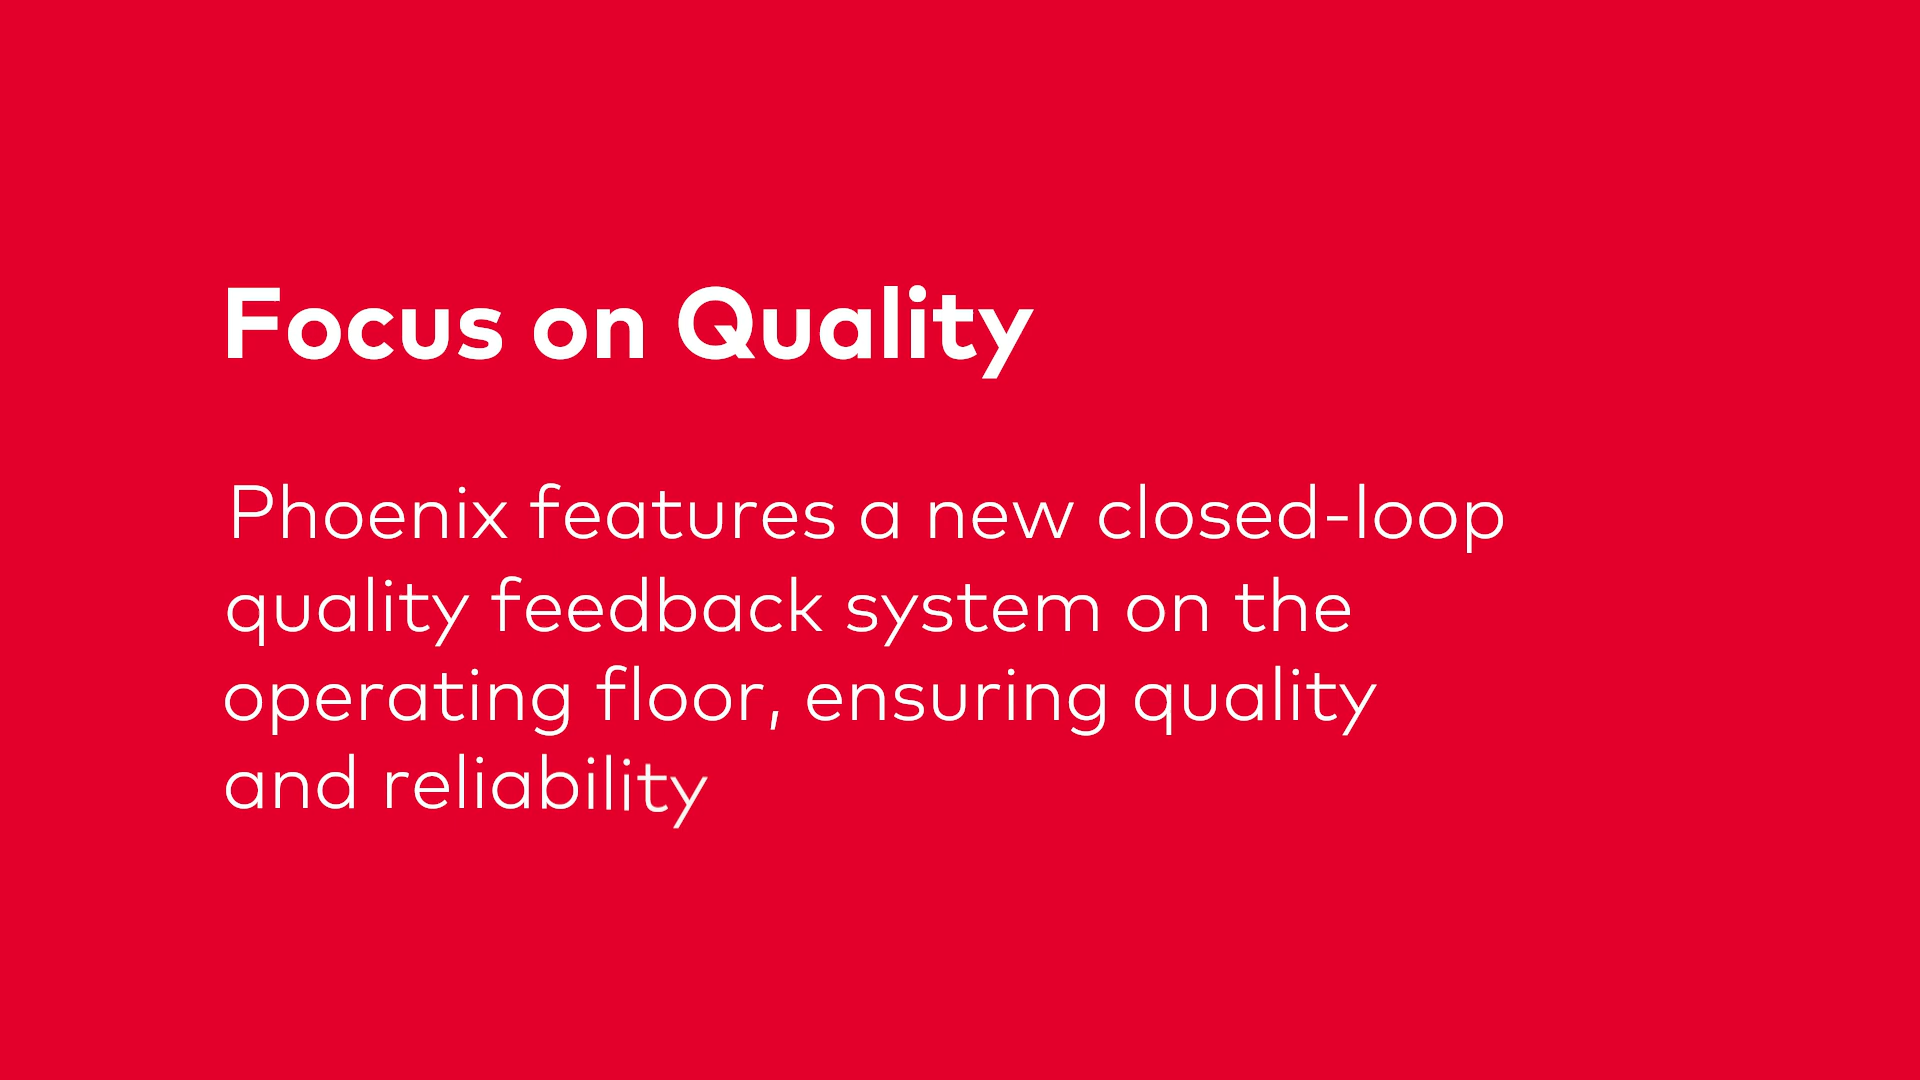 Focus on Quality
Phoenix features a new closed-loop
quality feedback system on the
operating floor, ensuring quality
and reliability